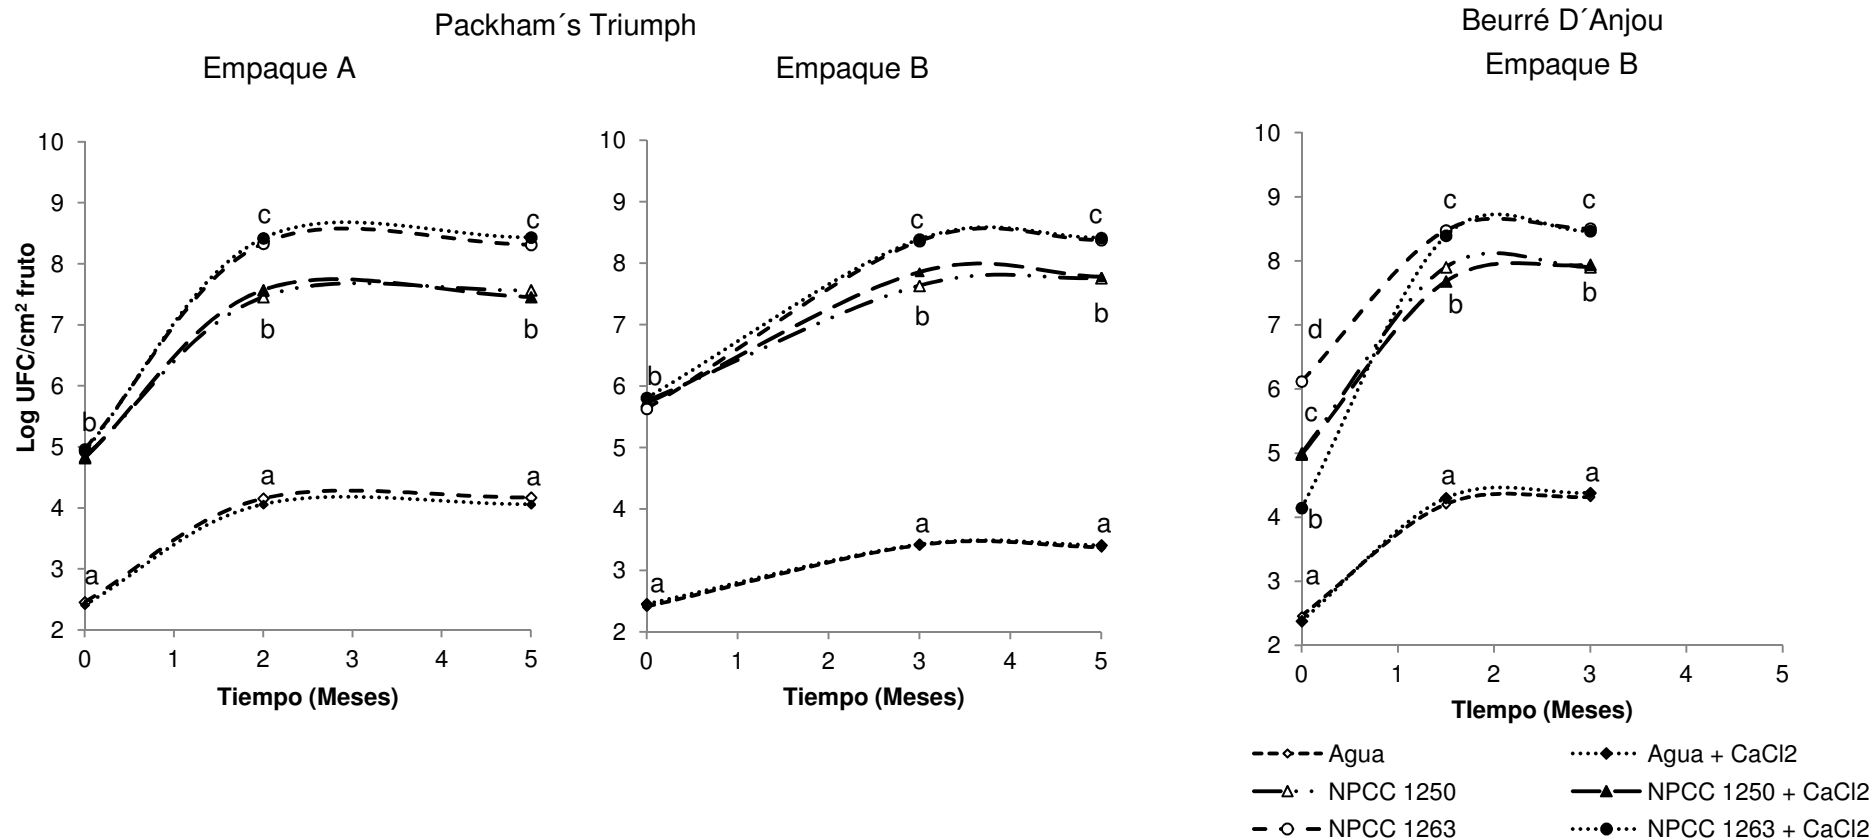 Packham´s Triumph
Empaque A
Empaque B
Beurré D´Anjou
Empaque B
Log UFC/cm² fruto
10
9
8
7
6
5
4
3
2
0 1 2 3 4 5
Tiempo (Meses)
b
a
c
b
a
c
b
a
10
9
8
7
6
5
4
3
2
0 1 2 3 4 5
Tiempo (Meses)
b
a
c
b
a
c
b
a
10
9
8
7
6
5
4
3
2
0 1 2 3 4 5
TIempo (Meses)
d
c
b
a
c
b
a
c
b
a
Agua
Agua + CaCl2
NPCC 1250
NPCC 1250 + CaCl2
NPCC 1263
NPCC 1263 + CaCl2